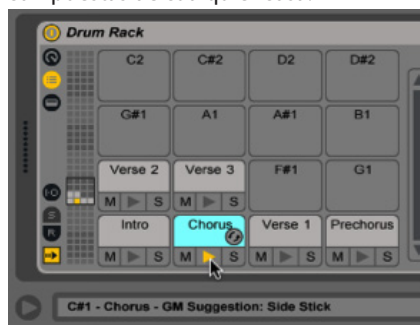 Drum Rack
C2 C#2 D2 D#2
G#1 A1 A#1 B1
Verse 2 Verse 3 F#1 G1
M S M S
I·O
S
R
Intro Chorus Verse 1 Prechorus
M S M S M S M S
C#1 - Chorus - GM Suggestion: Side Stick